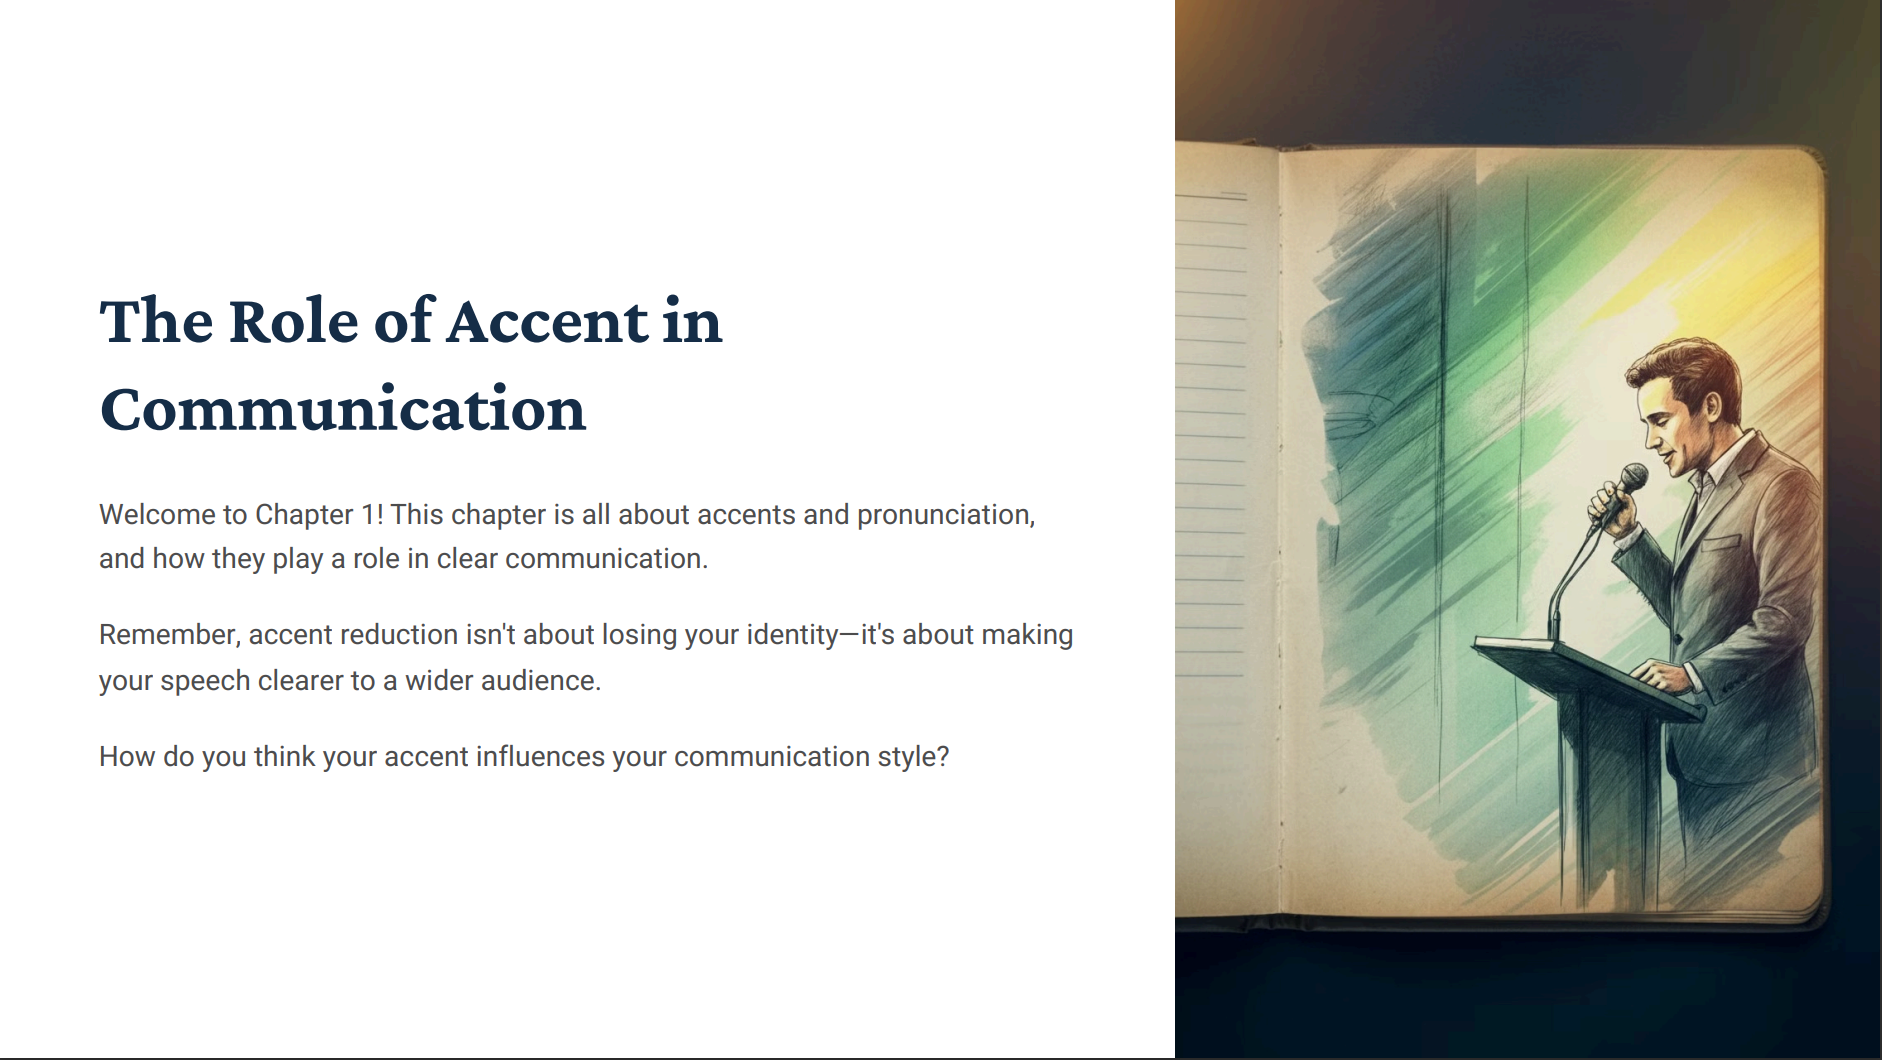 The Role of Accent in
Communication
Welcome to Chapter 1! This chapter is all about accents and pronunciation,
and how they play a role in clear communication.
Remember, accent reduction isn't about losing your identity—it's about making
your speech clearer to a wider audience.
How do you think your accent influences your communication style?